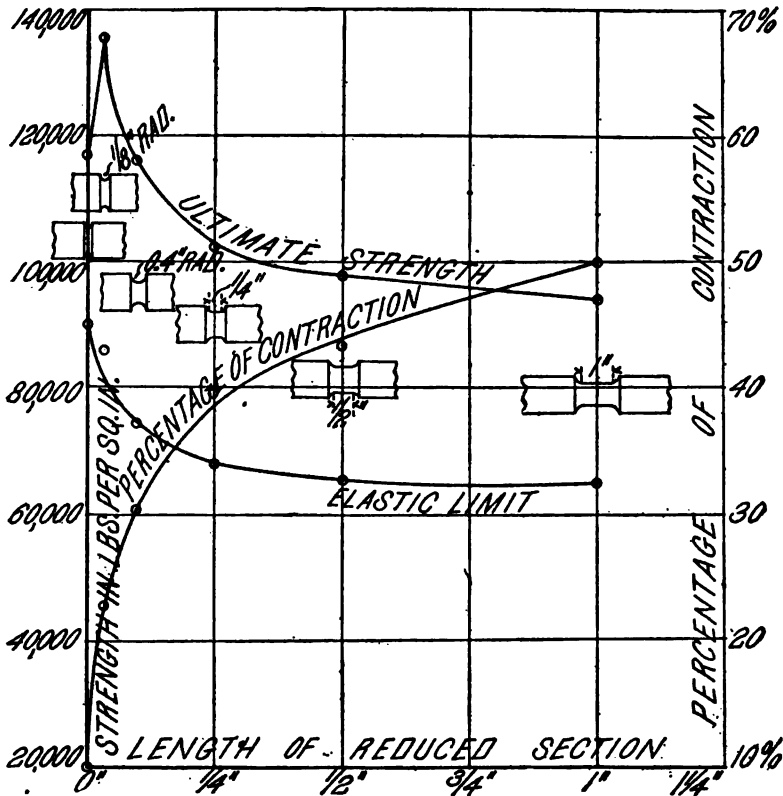 140,000
120,000
100,000
80,000
60,000
40,000
20,000
70%
60
50
40
30
20
10%
0"
1/4"
1/2"
3/4"
1"
1 1/4"
STRENGTH IN LBS. PER SQ. IN.
LENGTH OF REDUCED SECTION
PERCENTAGE OF CONTRACTION
ULTIMATE STRENGTH
PERCENTAGE OF CONTRACTION
ELASTIC LIMIT
1/8" RAD.
0.4" RAD.
1/4"
1/2"
1"